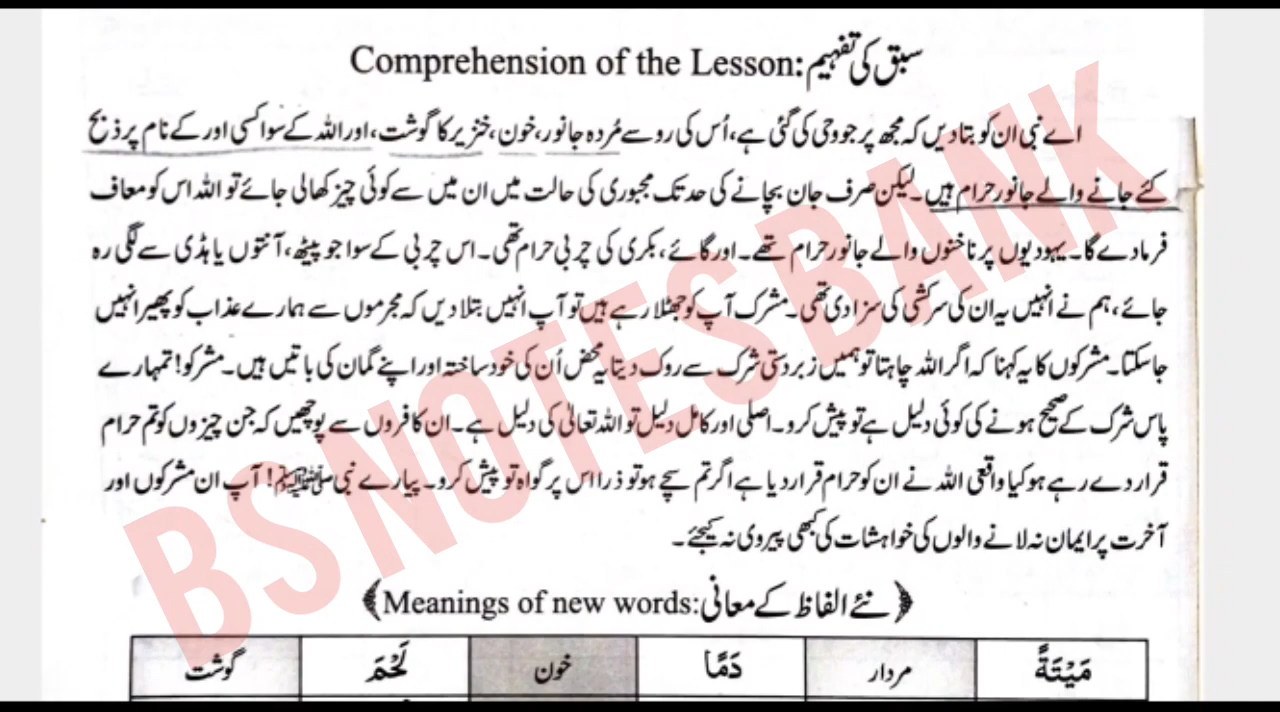 سبق کی تفہیم:Comprehension of the Lesson
اے نبی ان کو بتا دیں کہ مجھ پر جو وحی کی گئی ہے، اُس کی رو سے مُردہ جانور، خون، خنزیر کا گوشت، اور اللہ کے سوا کسی اور کے نام پر ذبح
کئے جانے والے جانور حرام ہیں۔ لیکن صرف جان بچانے کی حد تک مجبوری کی حالت میں ان میں سے کوئی چیز کھالی جائے تو اللہ اس کو معاف
فرما دے گا۔ یہودیوں پر ناخنوں والے جانور حرام تھے۔ اور گائے، بکری کی چربی حرام تھی۔ اس چربی کے سوا جو پیٹھ، آنتوں یا ہڈی سے لگی رہ
جائے، ہم نے انہیں یہ ان کی سرکشی کی سزا دی تھی۔ مشرک آپ کو جھٹلا رہے ہیں تو آپ انہیں بتلا دیں کہ مجرموں سے ہمارے عذاب کو پھیرا نہیں
جا سکتا۔ مشرکوں کا یہ کہنا کہ اگر اللہ چاہتا تو ہمیں زبردستی شرک سے روک دیتا یہ محض اُن کی خود ساختہ اور اپنے گمان کی باتیں ہیں۔ مشرکو! تمہارے
پاس شرک کے صحیح ہونے کی کوئی دلیل ہے تو پیش کرو۔ اصلی اور کامل دلیل تو اللہ تعالیٰ کی دلیل ہے۔ ان کافروں سے پوچھیں کہ جن چیزوں کو تم حرام
قرار دے رہے ہو کیا واقعی اللہ نے ان کو حرام قرار دیا ہے اگر تم سچے ہو تو ذرا اس پر گواہ تو پیش کرو۔ پیارے نبی ﷺ! آپ ان مشرکوں اور
آخرت پر ایمان نہ لانے والوں کی خواہشات کی کبھی پیروی نہ کیجئے۔
نئے الفاظ کے معانی:Meanings of new words
مَيْتَةً مردار دَمًا خون لَحْمَ گوشت
BS NOTES BANK